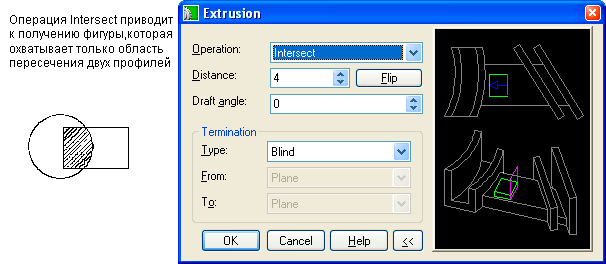 Операция Intersect приводит
к получению фигуры,которая
охватывает только область
пересечения двух профилей
Extrusion
Operation: Intersect
Distance: 4 Flip
Draft angle: 0
Termination
Type: Blind
From: Plane
To: Plane
OK Cancel Help <<